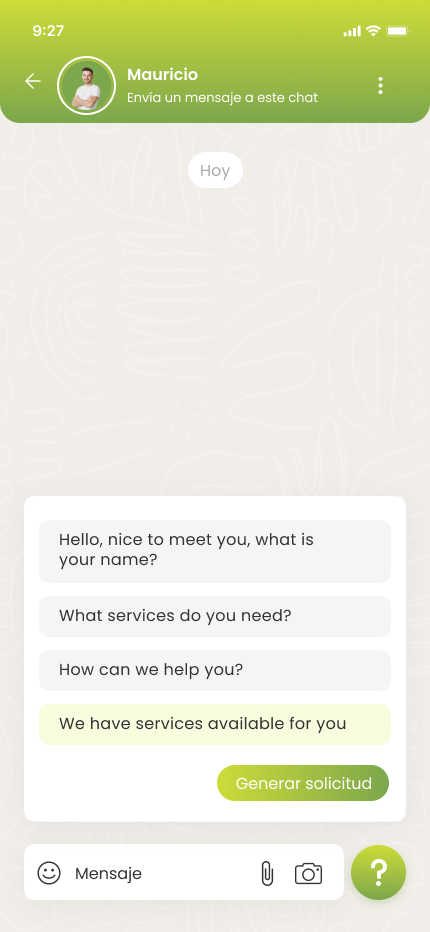 9:27
Mauricio
Envía un mensaje a este chat
Hoy
Hello, nice to meet you, what is
your name?
What services do you need?
How can we help you?
We have services available for you
Generar solicitud
Mensaje
?